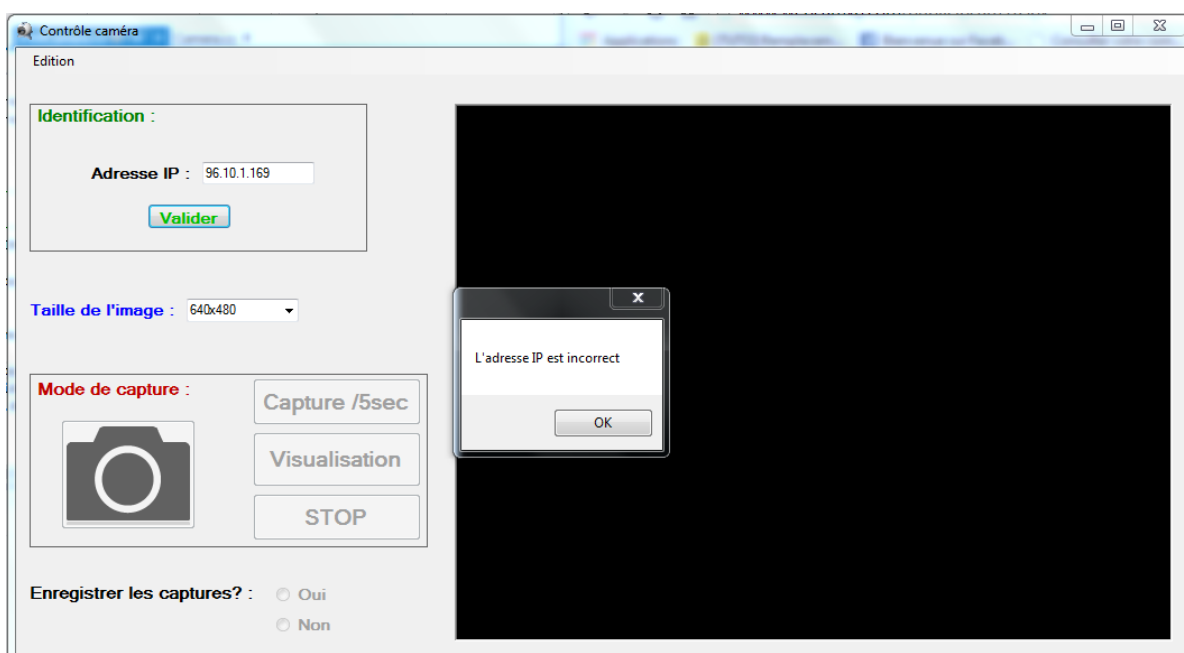 Contrôle caméra
Edition
Identification :
Adresse IP : 96.10.1.169
Valider
Taille de l'image : 640x480
L'adresse IP est incorrect
OK
Mode de capture :
Capture /5sec
Visualisation
STOP
Enregistrer les captures? :
Oui
Non